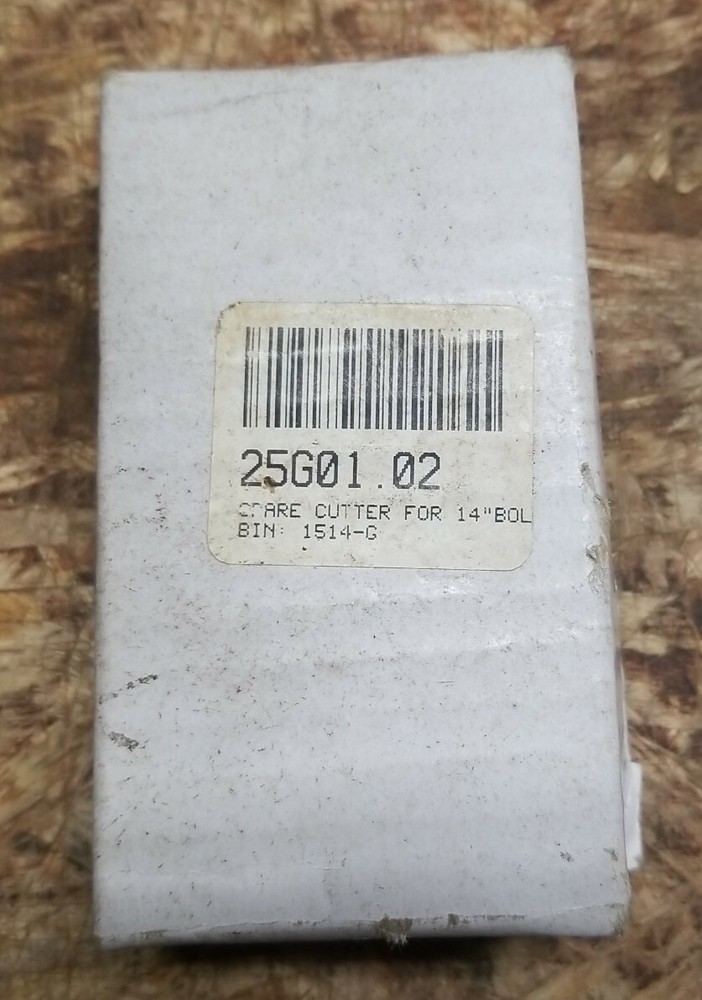 25G01.02
SPARE CUTTER FOR 14"BOL
BIN: 1514-G